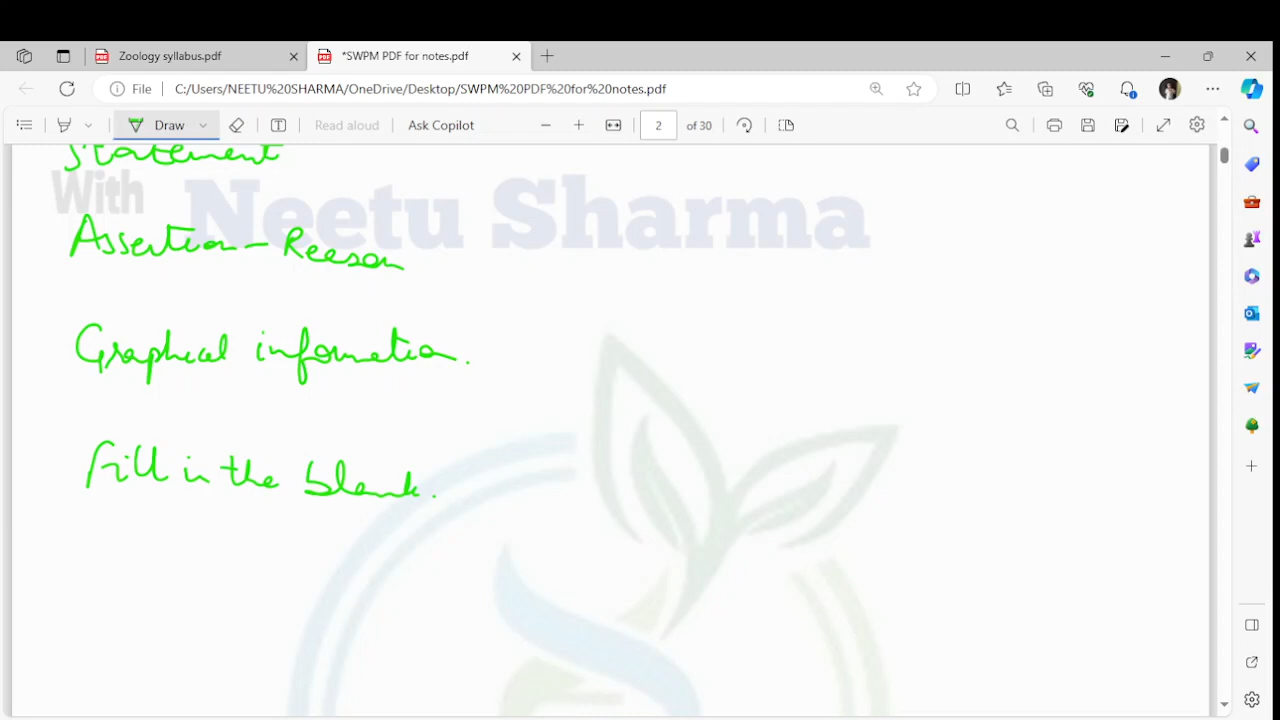 Zoology syllabus.pdf
*SWPM PDF for notes.pdf
File
C:/Users/NEETU%20SHARMA/OneDrive/Desktop/SWPM%20PDF%20for%20notes.pdf
Draw
Read aloud
Ask Copilot
2
of 30
Statement
With Neetu Sharma
Assertion - Reason
Graphical information.
Fill in the blank.